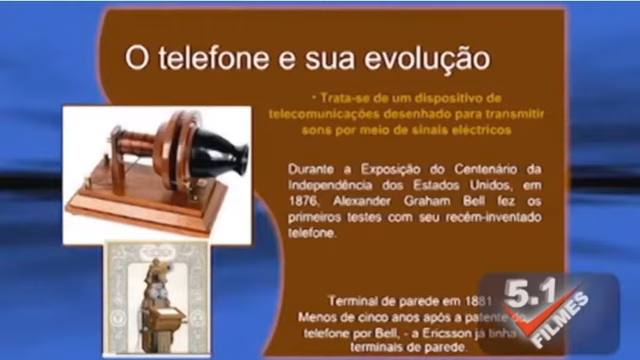 O telefone e sua evolução
• Trata-se de um dispositivo de
telecomunicações desenhado para transmitir
sons por meio de sinais eléctricos
Durante a Exposição do Centenário da
Independência dos Estados Unidos, em
1876, Alexander Graham Bell fez os
primeiros testes com seu recém-inventado
telefone.
Terminal de parede em 1881
Menos de cinco anos após a patente do
telefone por Bell, - a Ericsson já tinha
terminais de parede.
5.1
FILMES